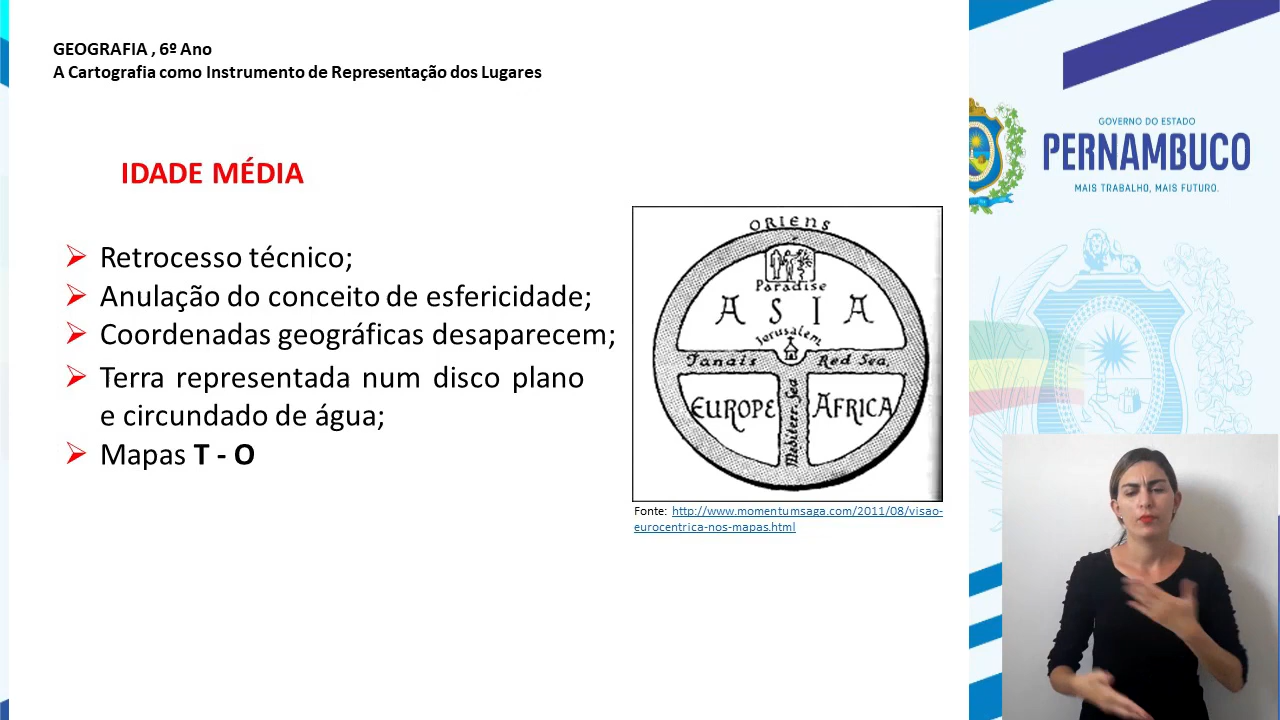 GEOGRAFIA , 6º Ano
A Cartografia como Instrumento de Representação dos Lugares
IDADE MÉDIA
Retrocesso técnico;
Anulação do conceito de esfericidade;
Coordenadas geográficas desaparecem;
Terra representada num disco plano
e circundado de água;
Mapas T - O
ORIENS
Paradise
ASIA
Jerusalem
Tanais Red Sea
EUROPE
Mediterr. Sea
AFRICA
Fonte: http://www.momentumsaga.com/2011/08/visao-
eurocentrica-nos-mapas.html
GOVERNO DO ESTADO
PERNAMBUCO
MAIS TRABALHO, MAIS FUTURO.